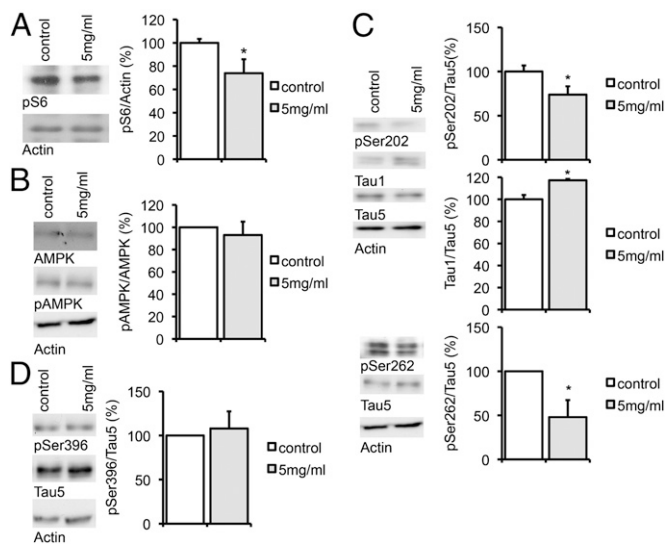 A
control
5mg/ml
pS6
Actin
pS6/Actin (%)
120
100
80
60
40
20
0
*
control
5mg/ml
B
control
5mg/ml
AMPK
pAMPK
Actin
pAMPK/AMPK (%)
120
100
80
60
40
20
0
control
5mg/ml
D
control
5mg/ml
pSer396
Tau5
Actin
pSer396/Tau5 (%)
150
100
50
0
control
5mg/ml
C
control
5mg/ml
pSer202
Tau1
Tau5
Actin
pSer202/Tau5(%)
150
100
50
0
*
control
5mg/ml
Tau1/Tau5 (%)
120
100
80
60
40
20
0
*
control
5mg/ml
pSer262
Tau5
Actin
pSer262/Tau5 (%)
150
100
50
0
*
control
5mg/ml